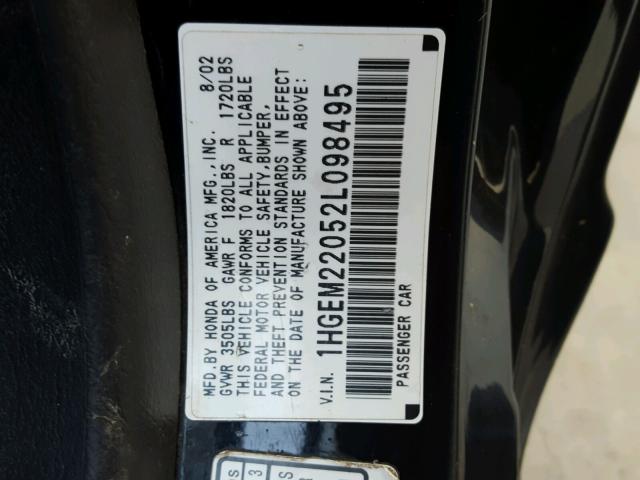 MFD.BY HONDA OF AMERICA MFG.,INC. 8/02
GVWR 3505LBS GAWR F 1820LBS R 1720LBS
THIS VEHICLE CONFORMS TO ALL APPLICABLE
FEDERAL MOTOR VEHICLE SAFETY,BUMPER,
AND THEFT PREVENTION STANDARDS IN EFFECT
ON THE DATE OF MANUFACTURE SHOWN ABOVE:
V.I.N. 1HGEM22052L098495
PASSENGER CAR